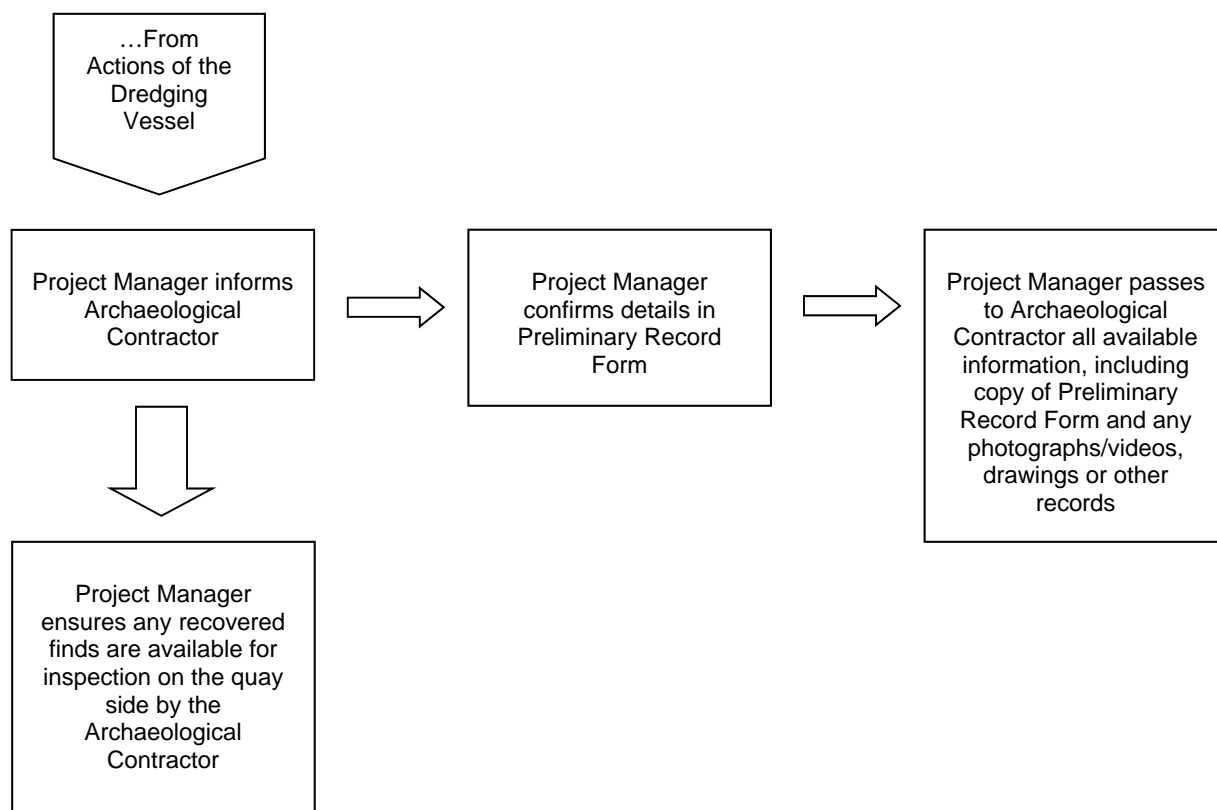 …From
Actions of the
Dredging
Vessel
Project Manager informs
Archaeological
Contractor
Project Manager
confirms details in
Preliminary Record
Form
Project Manager passes
to Archaeological
Contractor all available
information, including
copy of Preliminary
Record Form and any
photographs/videos,
drawings or other
records
Project Manager
ensures any recovered
finds are available for
inspection on the quay
side by the
Archaeological
Contractor